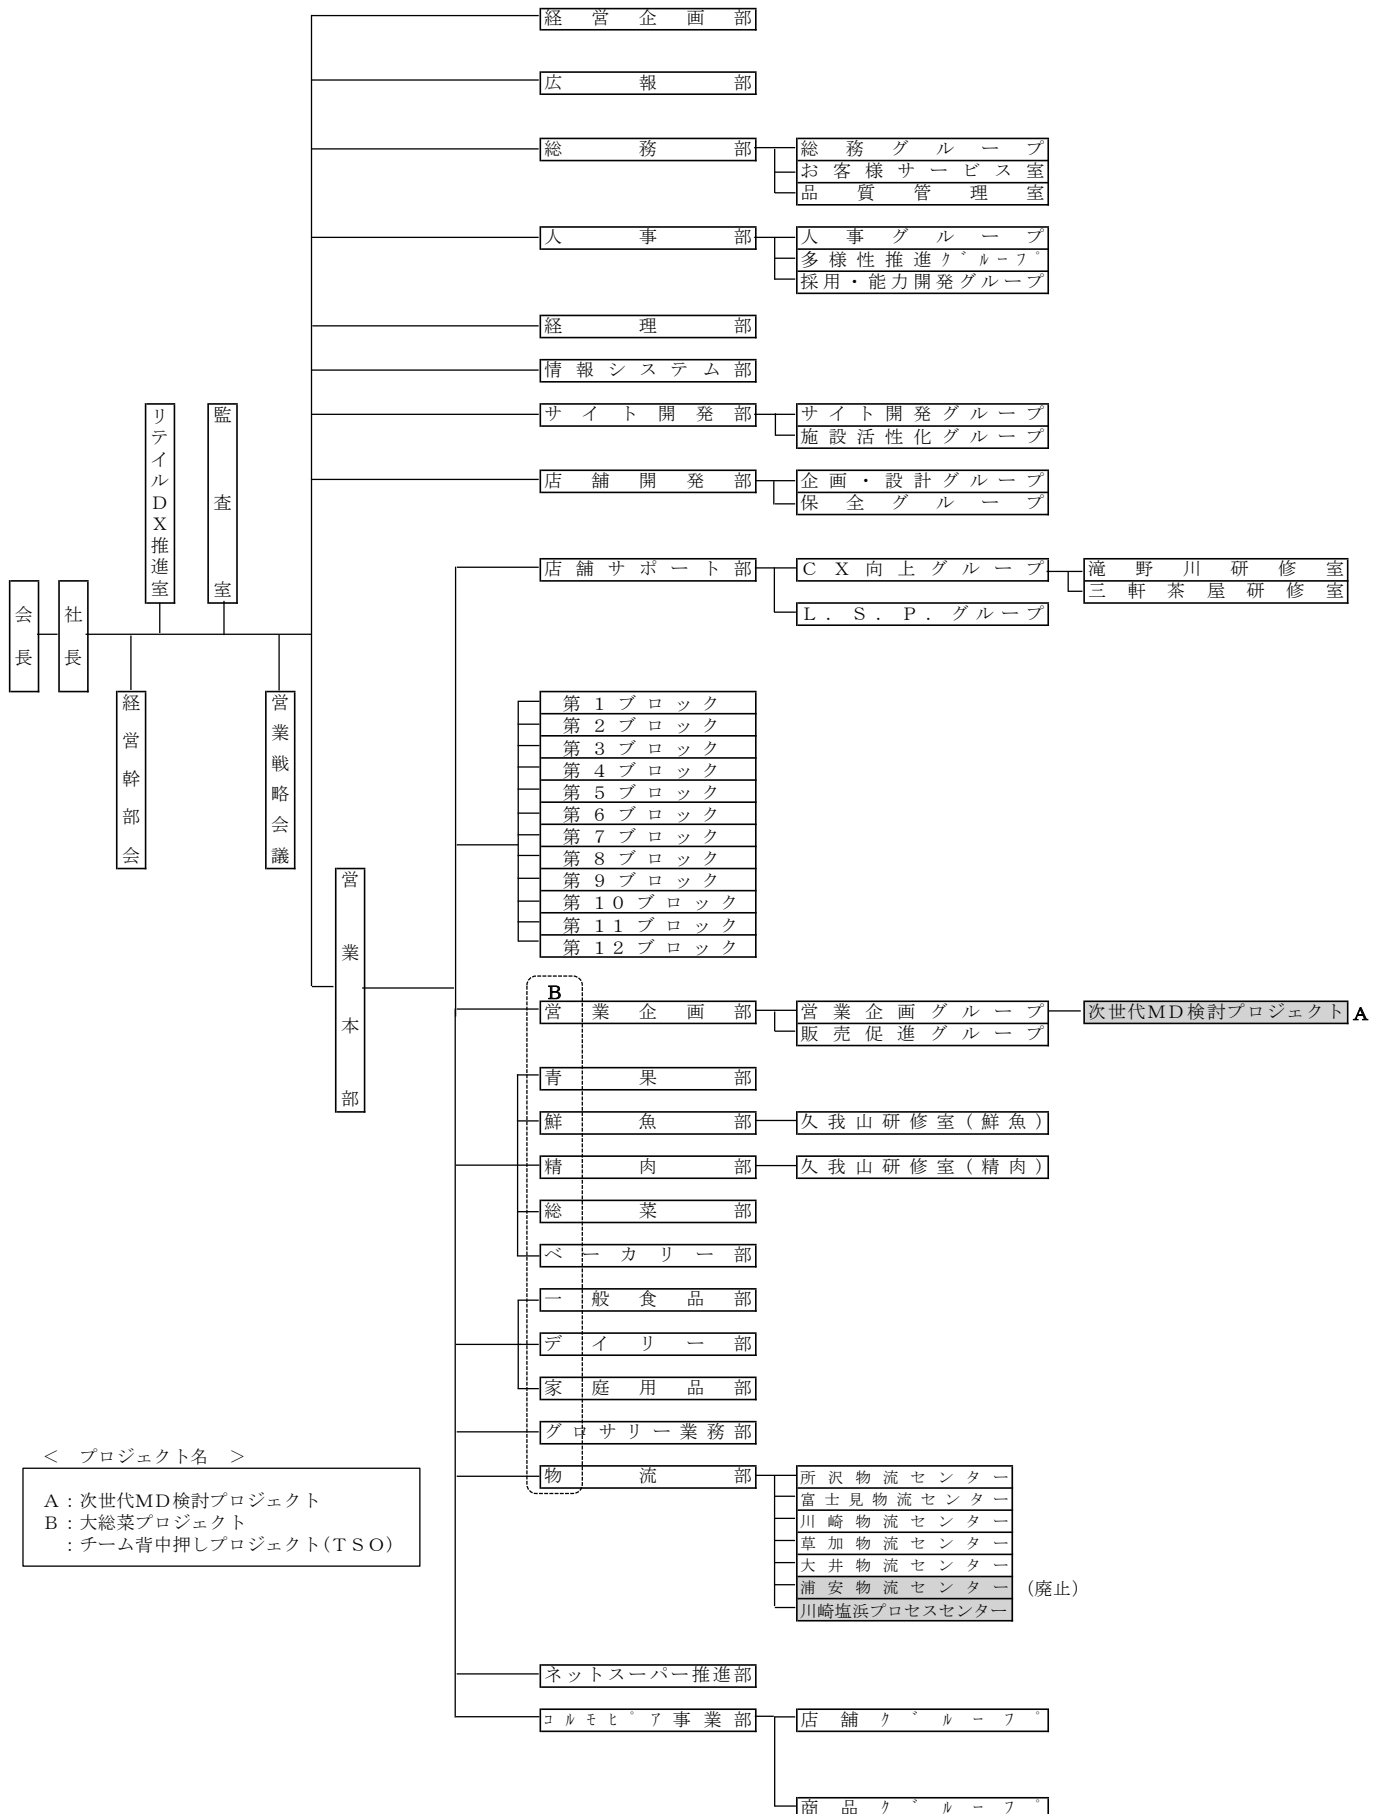 経営企画部
広報部
総務部
総務グループ
お客様サービス室
品質管理室
人事部
人事グループ
多様性推進ｸﾞﾙｰﾌﾟ
採用・能力開発グループ
経理部
情報システム部
サイト開発部
サイト開発グループ
施設活性化グループ
店舗開発部
企画・設計グループ
保全グループ
リテイルDX推進室
監査室
会長
社長
経営幹部会
営業戦略会議
営業本部
店舗サポート部
CX向上グループ
滝野川研修室
三軒茶屋研修室
L.S.P.グループ
第1ブロック
第2ブロック
第3ブロック
第4ブロック
第5ブロック
第6ブロック
第7ブロック
第8ブロック
第9ブロック
第10ブロック
第11ブロック
第12ブロック
B
営業企画部
営業企画グループ
次世代MD検討プロジェクト A
販売促進グループ
青果部
鮮魚部
久我山研修室(鮮魚)
精肉部
久我山研修室(精肉)
総菜部
ベーカリー部
一般食品部
デイリー部
家庭用品部
グロサリー業務部
物流部
所沢物流センター
富士見物流センター
川崎物流センター
草加物流センター
大井物流センター
浦安物流センター (廃止)
川崎塩浜プロセスセンター
ネットスーパー推進部
ｺﾙﾓﾋﾟｱ事業部
店舗ｸﾞﾙｰﾌﾟ
商品ｸﾞﾙｰﾌﾟ
＜ プロジェクト名 ＞
A：次世代MD検討プロジェクト
B：大総菜プロジェクト
：チーム背中押しプロジェクト(TSO)